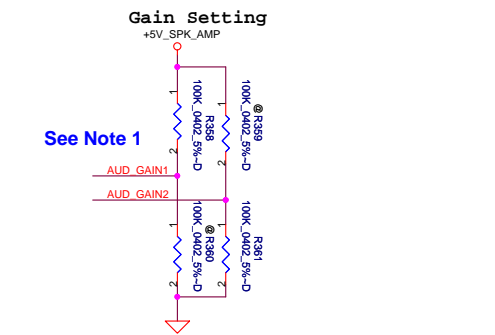 Gain Setting
+5V_SPK_AMP
1
100K_0402_5%~D
R358
2
1
100K_0402_5%~D
@ R359
2
See Note 1
AUD_GAIN1
AUD_GAIN2
1
100K_0402_5%~D
@ R360
2
1
100K_0402_5%~D
R361
2